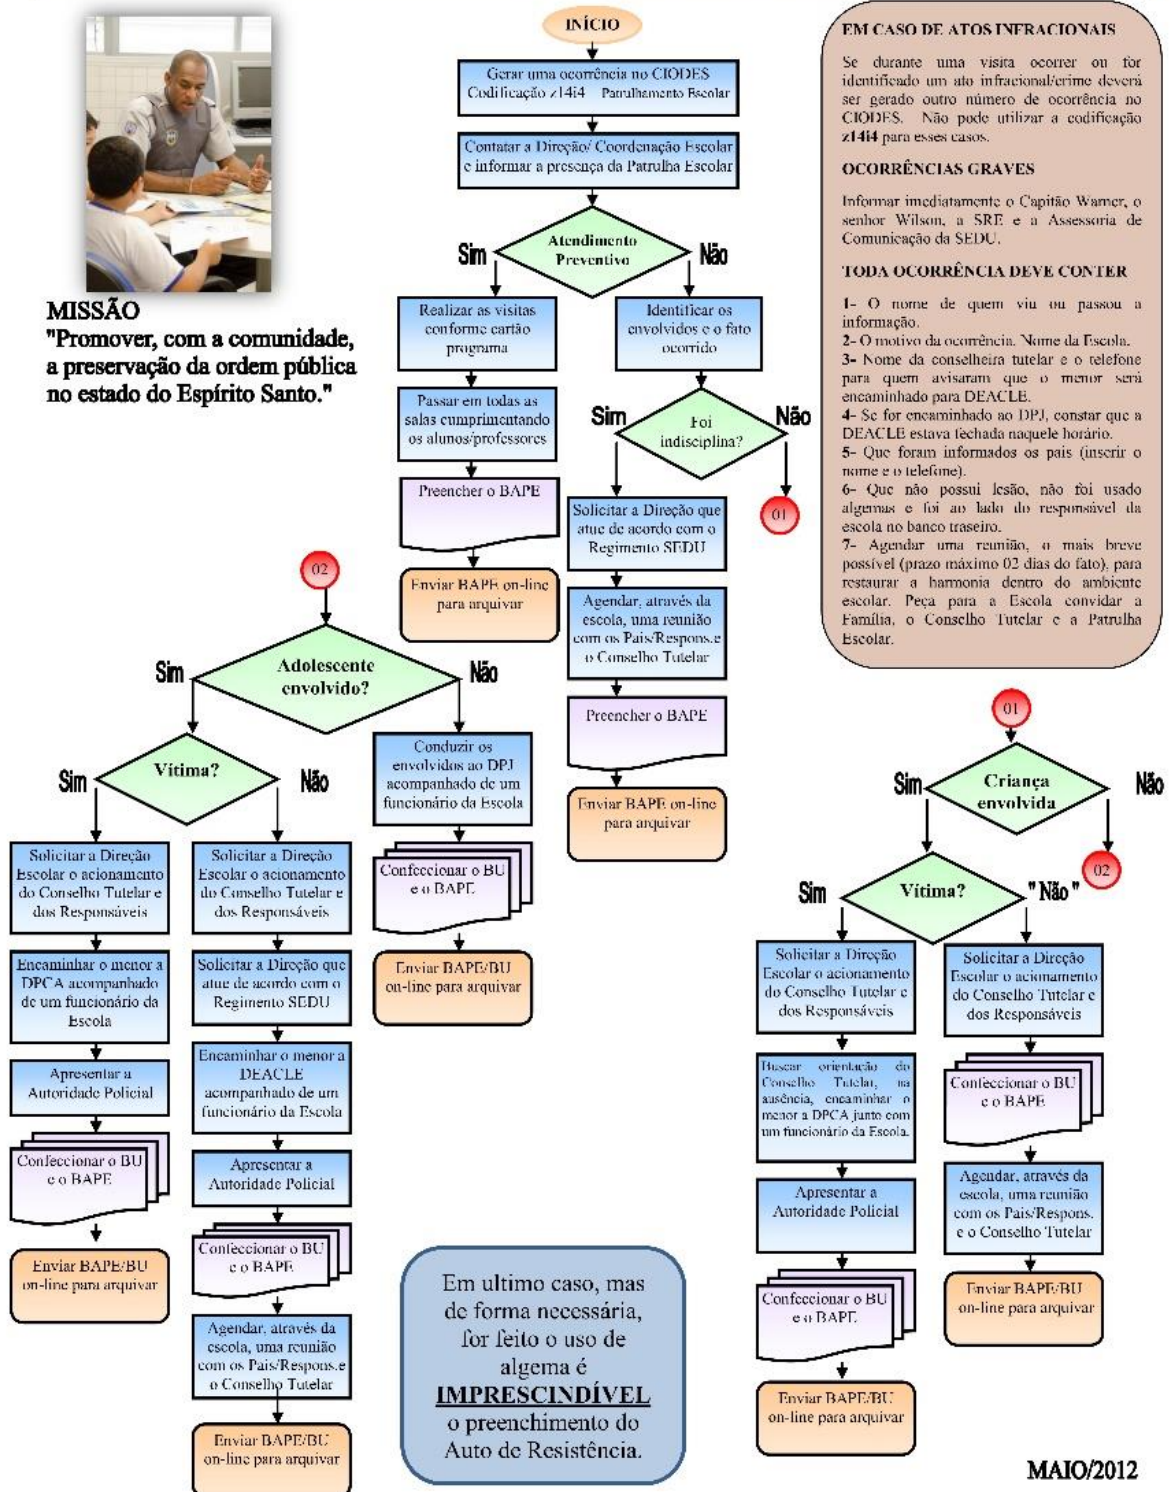 INÍCIO
Gerar uma ocorrência no CIODES
Codificação z14i4 Patrulhamento Escolar
Contatar a Direção/ Coordenação Escolar
e informar a presença da Patrulha Escolar
Atendimento
Preventivo
Sim
Não
Realizar as visitas
conforme cartão
programa
Passar em todas as
salas cumprimentando
os alunos/professores
Preencher o BAPE
Enviar BAPE on-line
para arquivar
Identificar os
envolvidos e o fato
ocorrido
Foi
indisciplina?
Sim
Não
01
Solicitar a Direção que
atue de acordo com o
Regimento SEDU
Agendar, através da
escola, uma reunião
com os Pais/Respons.e
o Conselho Tutelar
Preencher o BAPE
Enviar BAPE on-line
para arquivar
MISSÃO
"Promover, com a comunidade,
a preservação da ordem pública
no estado do Espírito Santo."
EM CASO DE ATOS INFRACIONAIS
Se durante uma visita ocorrer ou for
identificado um ato infracional/crime deverá
ser gerado outro número de ocorrência no
CIODES. Não pode utilizar a codificação
z14i4 para esses casos.
OCORRÊNCIAS GRAVES
Informar imediatamente o Capitão Warner, o
senhor Wilson, a SRE e a Assessoria de
Comunicação da SEDU.
TODA OCORRÊNCIA DEVE CONTER
1- O nome de quem viu ou passou a
informação.
2- O motivo da ocorrência. Nome da Escola.
3- Nome da conselheira tutelar e o telefone
para quem avisaram que o menor será
encaminhado para DEACLE.
4- Se for encaminhado ao DPJ, constar que a
DEACLE estava fechada naquele horário.
5- Que foram informados os pais (inserir o
nome e o telefone).
6- Que não possui lesão, não foi usado
algemas e foi ao lado do responsável da
escola no banco traseiro.
7- Agendar uma reunião, o mais breve
possível (prazo máximo 02 dias do fato), para
restaurar a harmonia dentro do ambiente
escolar. Peça para a Escola convidar a
Família, o Conselho Tutelar e a Patrulha
Escolar.
02
Adolescente
envolvido?
Sim
Não
Vítima?
Sim
Não
Solicitar a Direção
Escolar o acionamento
do Conselho Tutelar e
dos Responsáveis
Encaminhar o menor a
DPCA acompanhado
de um funcionário da
Escola
Apresentar a
Autoridade Policial
Confeccionar o BU
e o BAPE
Enviar BAPE/BU
on-line para arquivar
Solicitar a Direção
Escolar o acionamento
do Conselho Tutelar e
dos Responsáveis
Solicitar a Direção que
atue de acordo com o
Regimento SEDU
Encaminhar o menor a
DEACLE
acompanhado de um
funcionário da Escola
Apresentar a
Autoridade Policial
Confeccionar o BU
e o BAPE
Agendar, através da
escola, uma reunião
com os Pais/Respons.e
o Conselho Tutelar
Enviar BAPE/BU
on-line para arquivar
Conduzir os
envolvidos ao DPJ
acompanhado de um
funcionário da Escola
Confeccionar o BU
e o BAPE
Enviar BAPE/BU
on-line para arquivar
01
Criança
envolvida
Sim
Não
02
Vítima?
Sim
"Não"
Solicitar a Direção
Escolar o acionamento
do Conselho Tutelar e
dos Responsáveis
Buscar orientação do
Conselho Tutelar, na
ausência, encaminhar o
menor a DPCA junto com
um funcionário da Escola.
Apresentar a
Autoridade Policial
Confeccionar o BU
e o BAPE
Enviar BAPE/BU
on-line para arquivar
Solicitar a Direção
Escolar o acionamento
do Conselho Tutelar e
dos Responsáveis
Confeccionar o BU
e o BAPE
Agendar, através da
escola, uma reunião
com os Pais/Respons.
e o Conselho Tutelar
Enviar BAPE/BU
on-line para arquivar
Em ultimo caso, mas
de forma necessária,
for feito o uso de
algema é
IMPRESCINDÍVEL
o preenchimento do
Auto de Resistência.
MAIO/2012